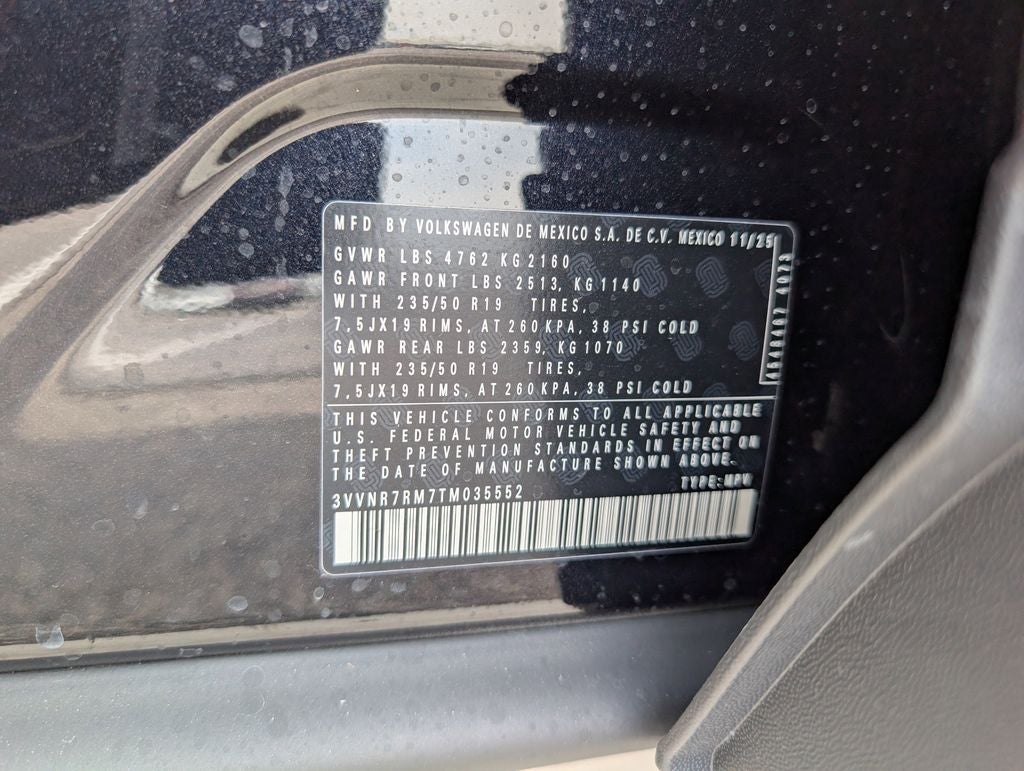 MFD BY VOLKSWAGEN DE MEXICO S.A. DE C.V. MEXICO 11/25
GVWR LBS 4762 KG 2160
GAWR FRONT LBS 2513, KG 1140
WITH 235/50 R19 TIRES,
7,5JX19 RIMS, AT 260 KPA, 38 PSI COLD
GAWR REAR LBS 2359, KG 1070
WITH 235/50 R19 TIRES,
7,5JX19 RIMS, AT 260 KPA, 38 PSI COLD
THIS VEHICLE CONFORMS TO ALL APPLICABLE
U.S. FEDERAL MOTOR VEHICLE SAFETY AND
THEFT PREVENTION STANDARDS IN EFFECT ON
THE DATE OF MANUFACTURE SHOWN ABOVE.
3VVNR7RM7TM035552 TYPE: MPV